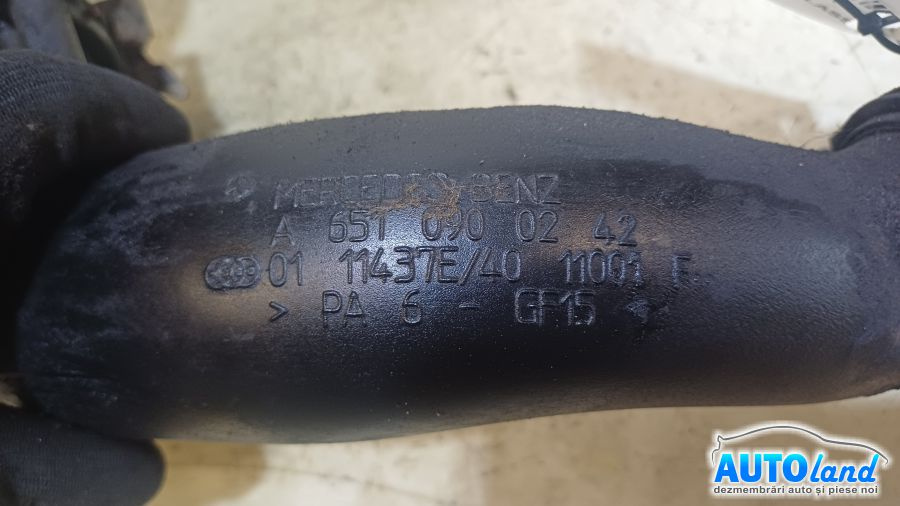 MERCEDES-BENZ
A 651 090 02 42
01 11437E/40 11001 F
> PA 6 - GF15 <
AUTOland
dezmembrări auto și piese noi